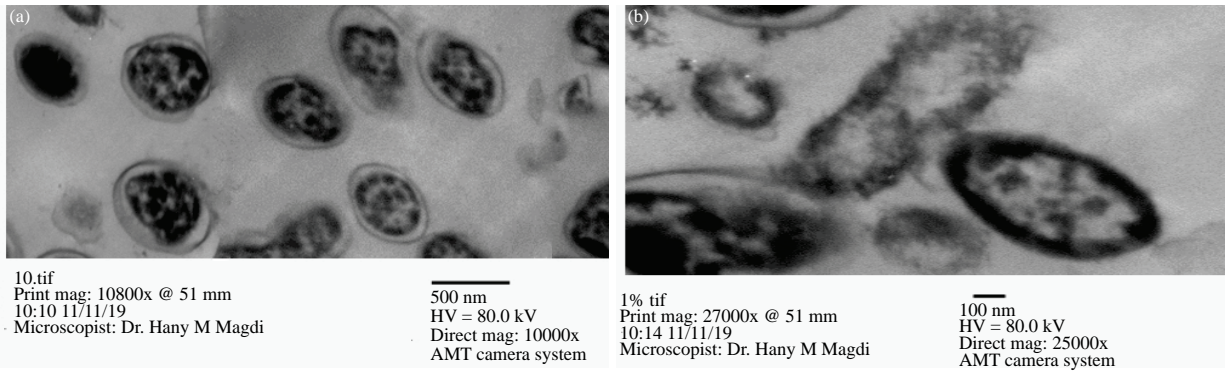 (a)
10.tif
Print mag: 10800x @ 51 mm
10:10 11/11/19
Microscopist: Dr. Hany M Magdi
500 nm
HV = 80.0 kV
Direct mag: 10000x
AMT camera system
(b)
1% tif
Print mag: 27000x @ 51 mm
10:14 11/11/19
Microscopist: Dr. Hany M Magdi
100 nm
HV = 80.0 kV
Direct mag: 25000x
AMT camera system